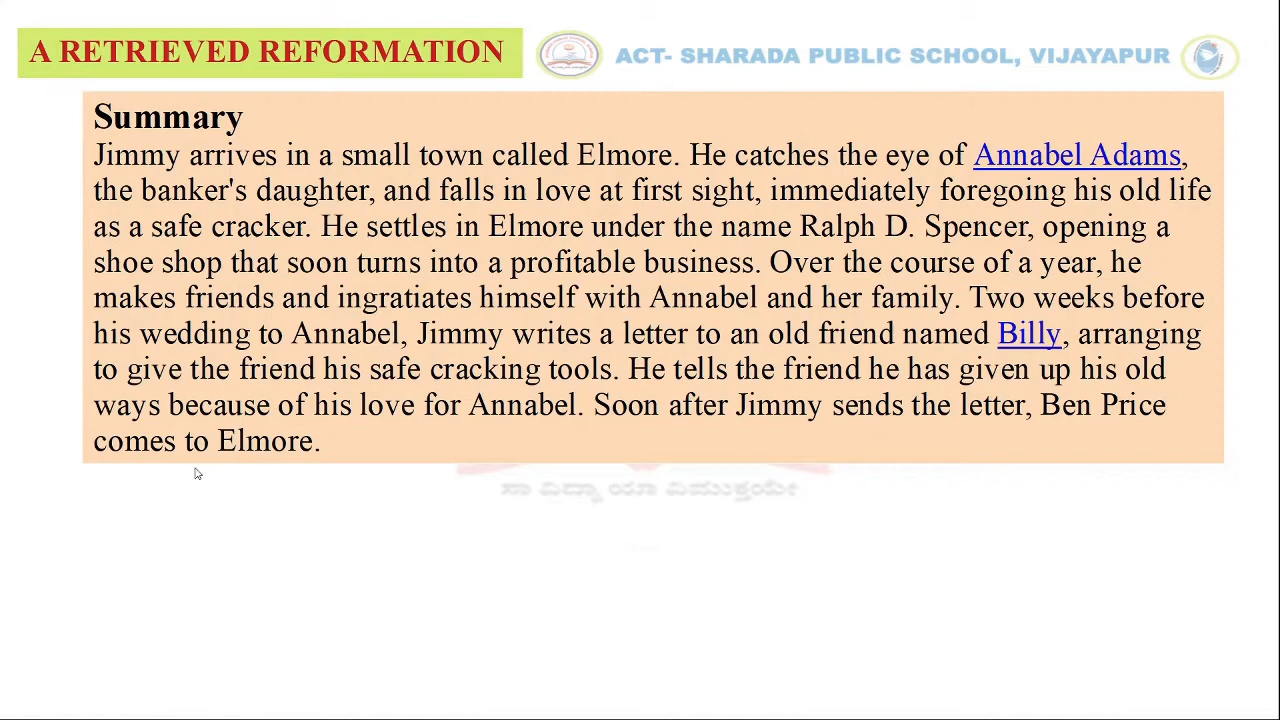 A RETRIEVED REFORMATION
ACT- SHARADA PUBLIC SCHOOL, VIJAYAPUR
Summary
Jimmy arrives in a small town called Elmore. He catches the eye of Annabel Adams,
the banker's daughter, and falls in love at first sight, immediately foregoing his old life
as a safe cracker. He settles in Elmore under the name Ralph D. Spencer, opening a
shoe shop that soon turns into a profitable business. Over the course of a year, he
makes friends and ingratiates himself with Annabel and her family. Two weeks before
his wedding to Annabel, Jimmy writes a letter to an old friend named Billy, arranging
to give the friend his safe cracking tools. He tells the friend he has given up his old
ways because of his love for Annabel. Soon after Jimmy sends the letter, Ben Price
comes to Elmore.
ಸಾ ವಿದ್ಯಾ ಯಾ ವಿಮುಕ್ತಯೇ